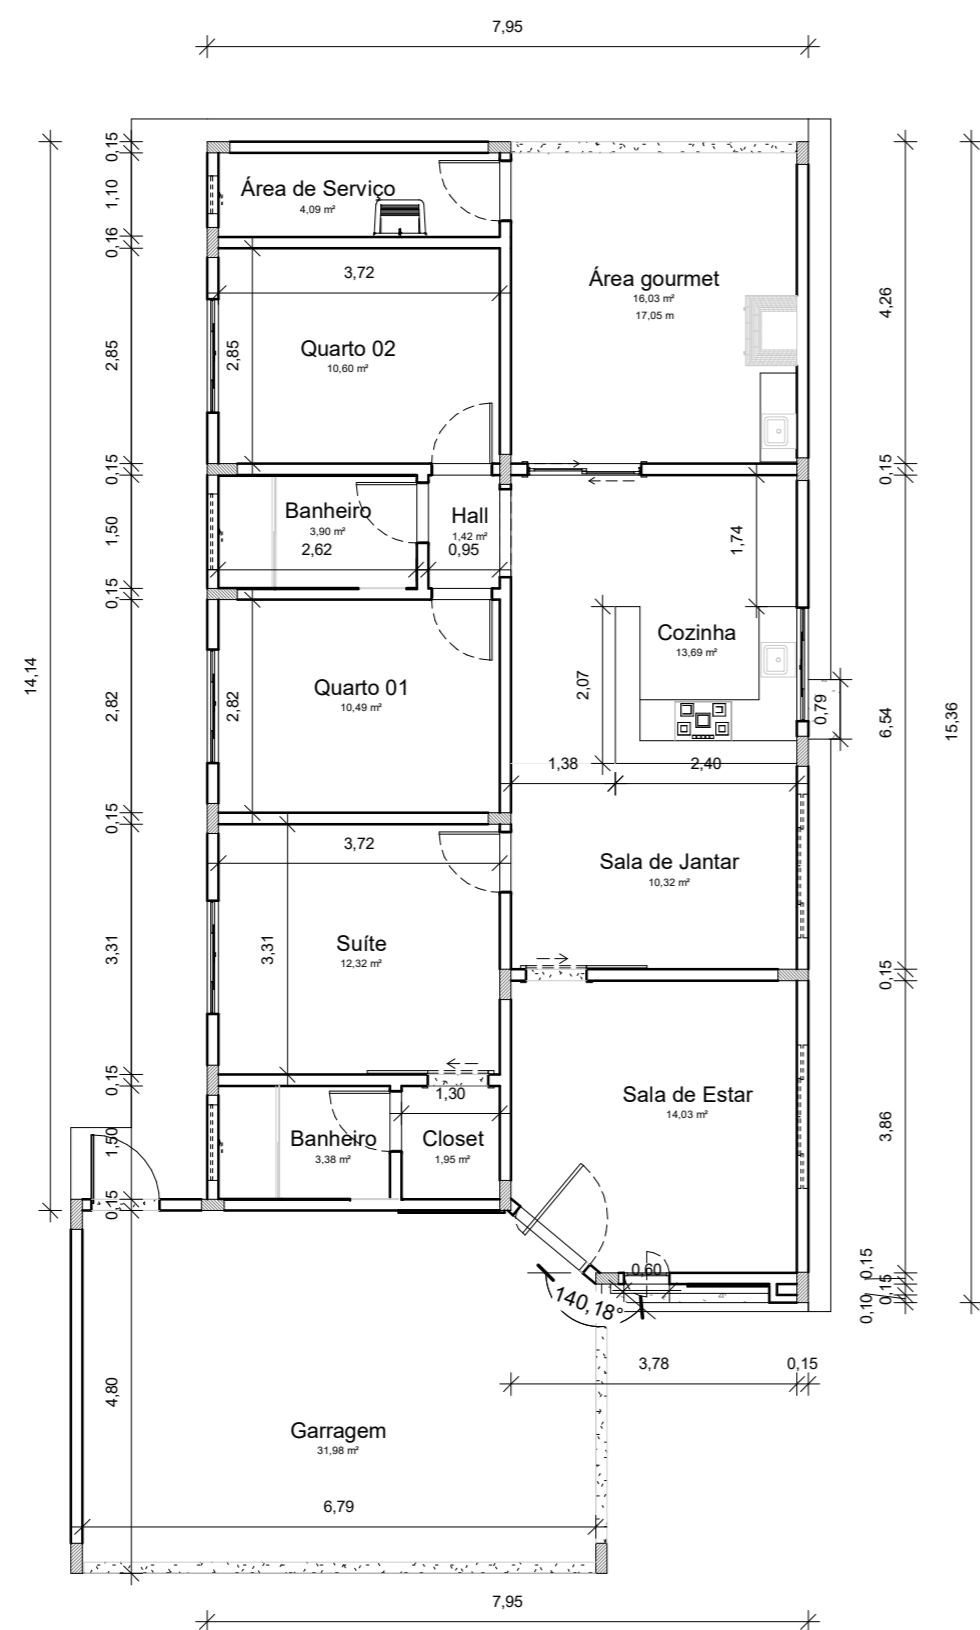 7,95
0,15
1,10
0,16
2,85
0,15
1,50
0,15
2,82
0,15
3,31
0,15
1,50
0,15
4,80
14,14
Área de Serviço
4,09 m²
3,72
2,85
Quarto 02
10,60 m²
Área gourmet
16,03 m²
17,05 m
Banheiro
3,90 m²
2,62
Hall
1,42 m²
0,95
1,74
Cozinha
13,69 m²
2,07
Quarto 01
10,49 m²
2,82
1,38
2,40
0,79
3,72
Sala de Jantar
10,32 m²
Suíte
12,32 m²
3,31
1,30
Sala de Estar
14,03 m²
Banheiro
3,38 m²
Closet
1,95 m²
0,60
140,18°
4,26
0,15
6,54
0,15
3,86
0,15
0,15
0,10
15,36
3,78
0,15
Garragem
31,98 m²
6,79
7,95